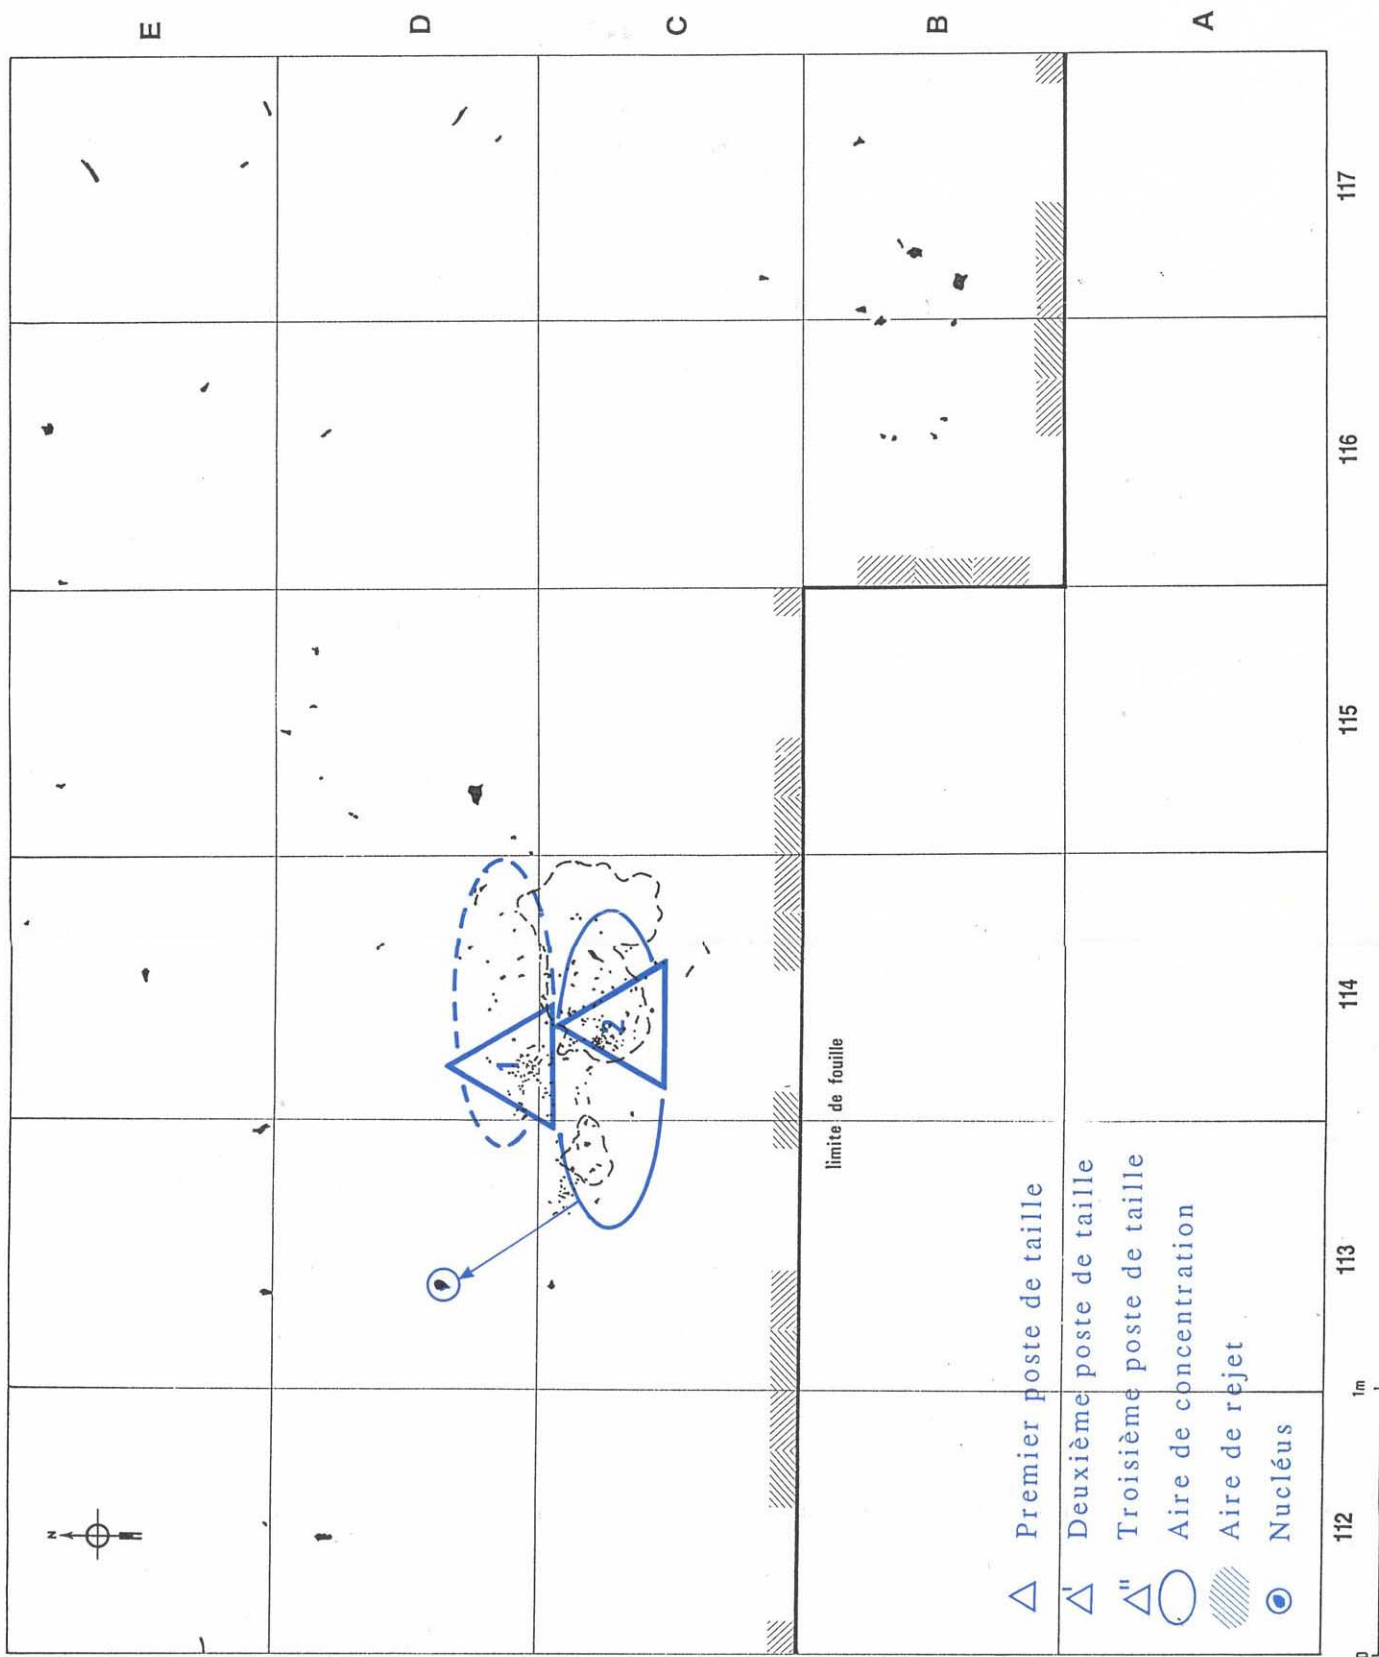 E
D
C
B
A
117
116
115
114
113
112
N
1
2
limite de fouille
△ Premier poste de taille
△' Deuxième poste de taille
△" Troisième poste de taille
Aire de concentration
Aire de rejet
Nucléus
0
1m